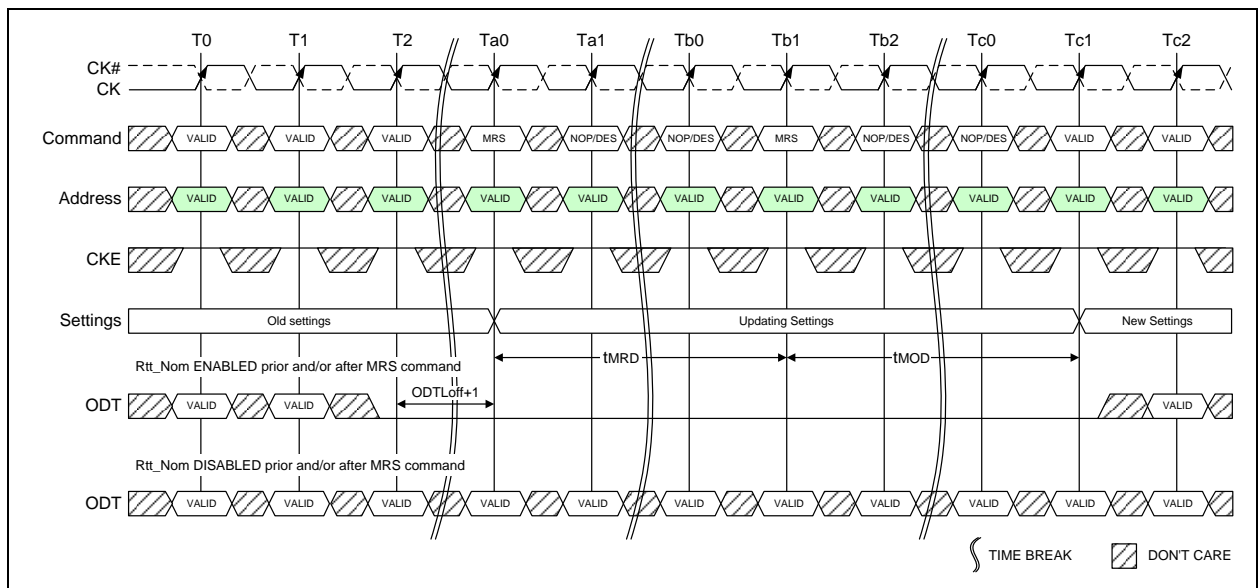 T0 T1 T2 Ta0 Ta1 Tb0 Tb1 Tb2 Tc0 Tc1 Tc2
CK#
CK
Command VALID VALID VALID MRS NOP/DES NOP/DES MRS NOP/DES NOP/DES VALID VALID
Address VALID VALID VALID VALID VALID VALID VALID VALID VALID VALID VALID
CKE
Settings Old settings Updating Settings New Settings
tMRD tMOD
Rtt_Nom ENABLED prior and/or after MRS command
ODTLoff+1
ODT VALID VALID VALID
Rtt_Nom DISABLED prior and/or after MRS command
ODT VALID VALID VALID VALID VALID VALID VALID VALID VALID VALID VALID
TIME BREAK DON'T CARE